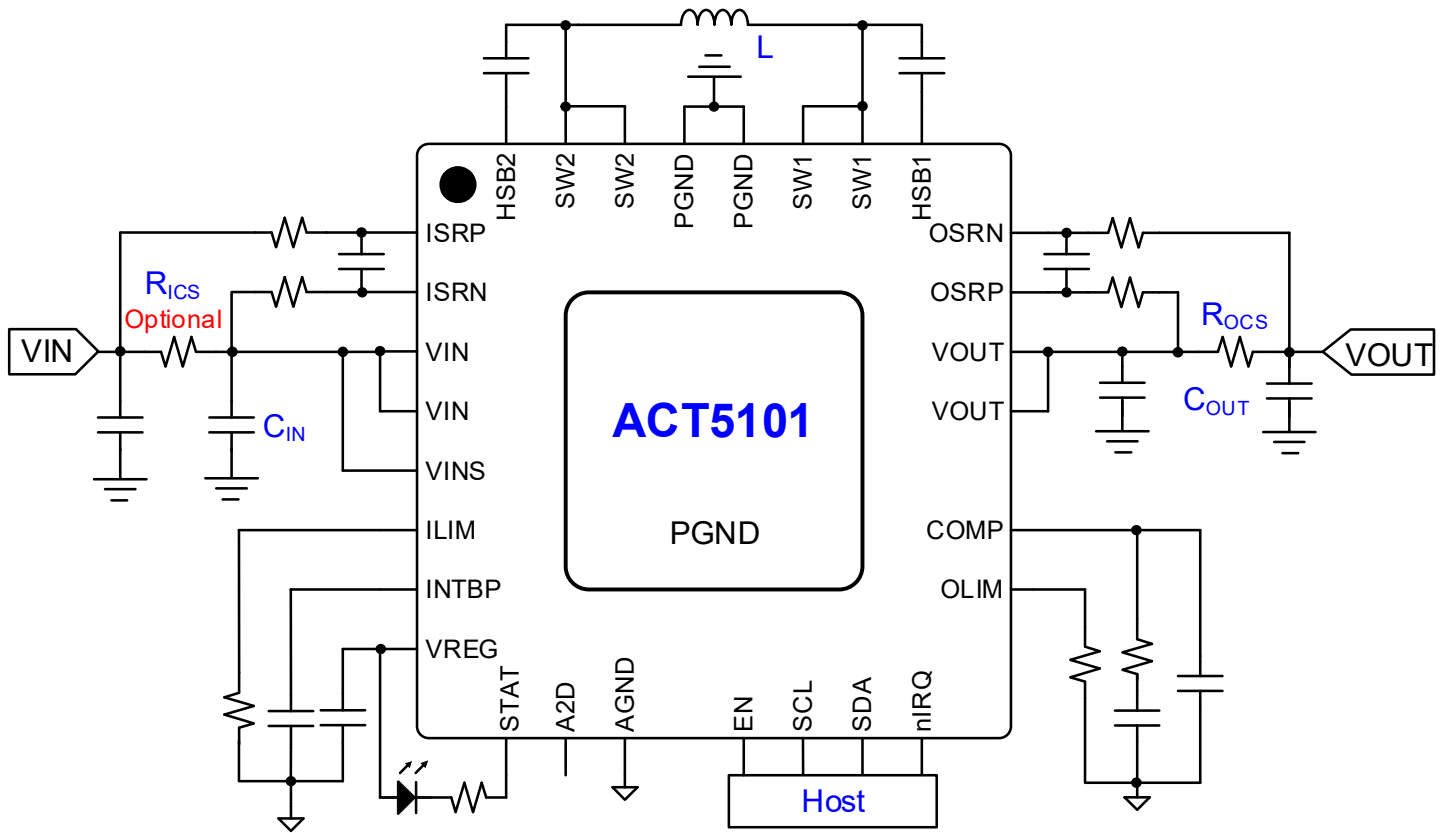 L
HSB2
SW2
SW2
PGND
PGND
SW1
SW1
HSB1
ISRP
OSRN
RICS
ISRN
OSRP
Optional
ROCS
VIN
VIN
VOUT
VOUT
VIN
VOUT
CIN
COUT
ACT5101
VINS
ILIM
PGND
COMP
INTBP
OLIM
VREG
STAT
A2D
AGND
EN
SCL
SDA
nIRQ
Host